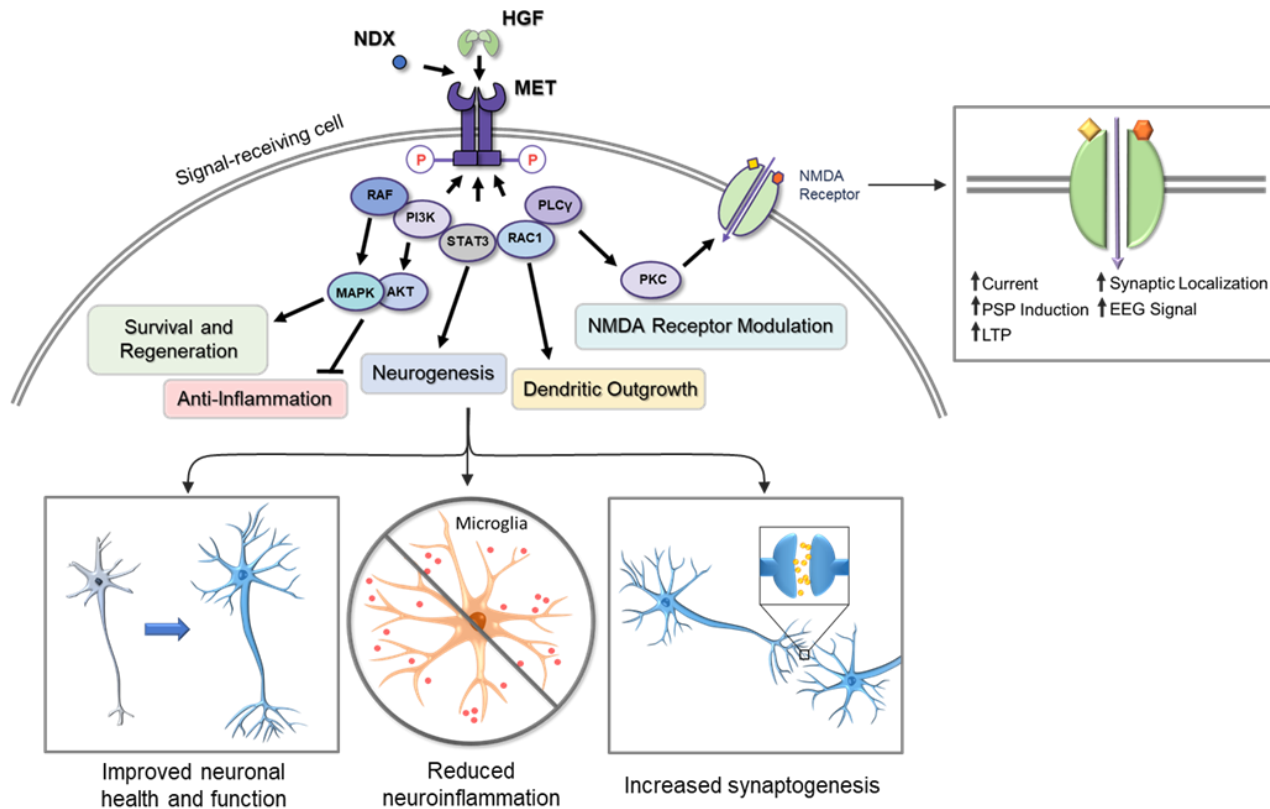 HGF
NDX
MET
Signal-receiving cell
P
P
RAF
PI3K
STAT3
RAC1
PLCγ
MAPK
AKT
PKC
NMDA
Receptor
Survival and
Regeneration
Anti-Inflammation
Neurogenesis
Dendritic Outgrowth
NMDA Receptor Modulation
Current
PSP Induction
LTP
Synaptic Localization
EEG Signal
Microglia
Improved neuronal
health and function
Reduced
neuroinflammation
Increased synaptogenesis